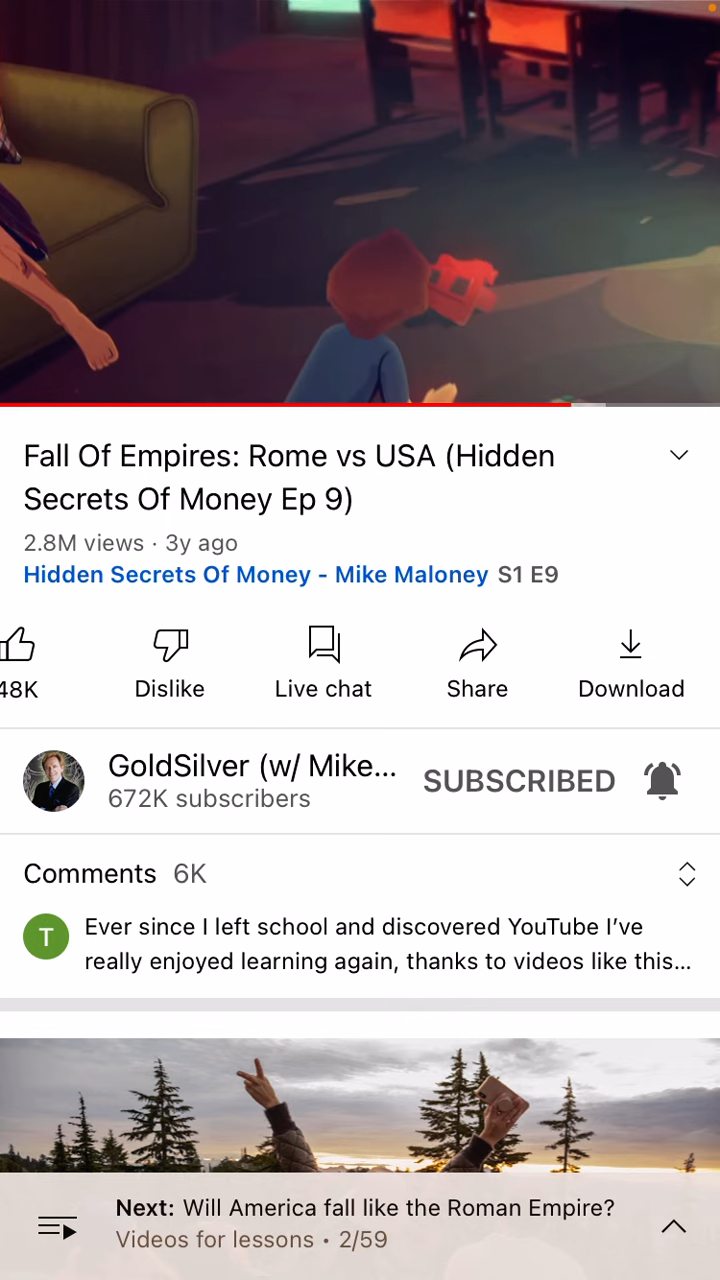 Fall Of Empires: Rome vs USA (Hidden
Secrets Of Money Ep 9)
2.8M views · 3y ago
Hidden Secrets Of Money - Mike Maloney S1 E9
48K
Dislike
Live chat
Share
Download
GoldSilver (w/ Mike...
672K subscribers
SUBSCRIBED
Comments 6K
T
Ever since I left school and discovered YouTube I’ve
really enjoyed learning again, thanks to videos like this...
Next: Will America fall like the Roman Empire?
Videos for lessons • 2/59